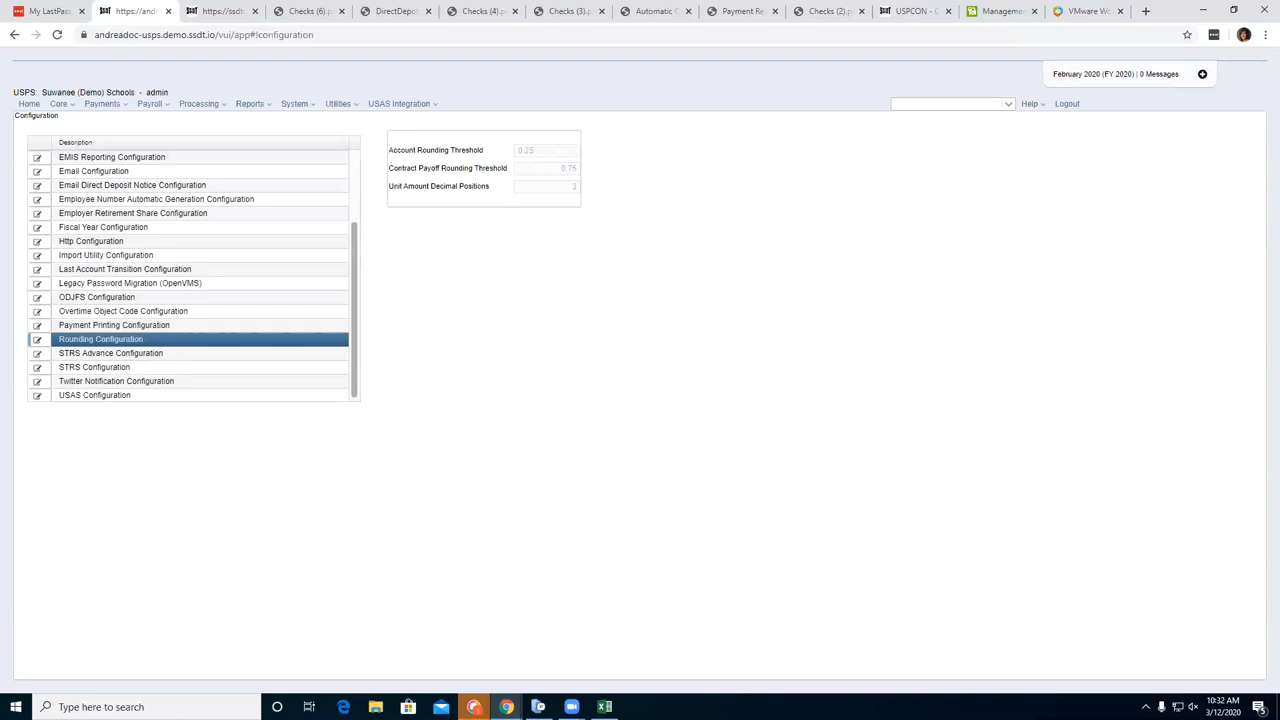 My LastPass
https://andre
https://ssdt
Checks (6).p
DirectDepot
Checks (4).p
Checks (3).p
Automatic C
Payment Re
Checks (2).p
USPCON - C
Management
VMware Wo
andreadoc-usps.demo.ssdt.io/vui/app#!configuration
February 2020 (FY 2020) | 0 Messages
USPS: Suwanee (Demo) Schools - admin
Home Core Payments Payroll Processing Reports System Utilities USAS Integration Help Logout
Configuration
Description
EMIS Reporting Configuration
Email Configuration
Email Direct Deposit Notice Configuration
Employee Number Automatic Generation Configuration
Employer Retirement Share Configuration
Fiscal Year Configuration
Http Configuration
Import Utility Configuration
Last Account Transition Configuration
Legacy Password Migration (OpenVMS)
ODJFS Configuration
Overtime Object Code Configuration
Payment Printing Configuration
Rounding Configuration
STRS Advance Configuration
STRS Configuration
Twitter Notification Configuration
USAS Configuration
Account Rounding Threshold 0.25
Contract Payoff Rounding Threshold 0.75
Unit Amount Decimal Positions 3
Type here to search
10:32 AM
3/12/2020